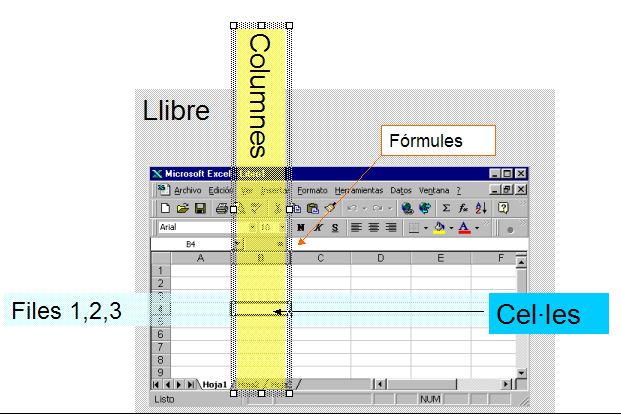 Columnes
Llibre
Fórmules
Microsoft Excel - Libro1
Archivo Edición Ver Insertar Formato Herramientas Datos Ventana ?
Arial 10 N K S
B4 =
A B C D E F
1
2
3
Files 1,2,3
4
Cel·les
5
6
7
8
9
Hoja1 Hoja2 Hoja3
Listo NUM